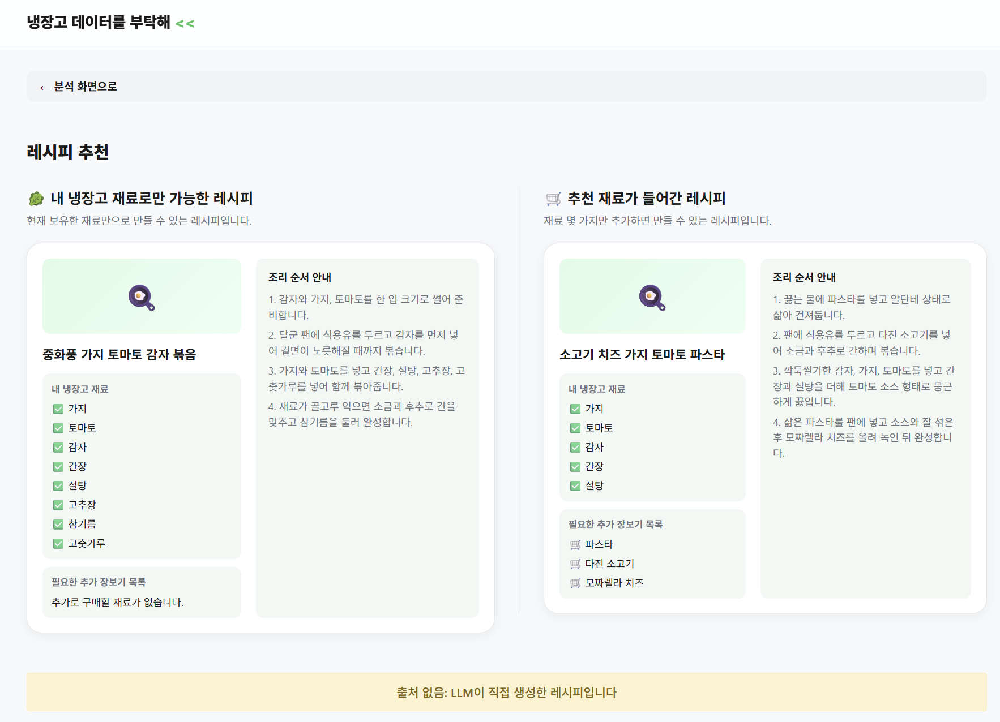 냉장고 데이터를 부탁해 <<
← 분석 화면으로
레시피 추천
내 냉장고 재료로만 가능한 레시피
현재 보유한 재료만으로 만들 수 있는 레시피입니다.
중화풍 가지 토마토 감자 볶음
내 냉장고 재료
가지
토마토
감자
간장
설탕
고추장
참기름
고춧가루
필요한 추가 장보기 목록
추가로 구매할 재료가 없습니다.
조리 순서 안내
1. 감자와 가지, 토마토를 한 입 크기로 썰어 준
비합니다.
2. 달군 팬에 식용유를 두르고 감자를 먼저 넣
어 겉면이 노릇해질 때까지 볶습니다.
3. 가지와 토마토를 넣고 간장, 설탕, 고추장, 고
춧가루를 넣어 함께 볶아줍니다.
4. 재료가 골고루 익으면 소금과 후추로 간을
맞추고 참기름을 둘러 완성합니다.
추천 재료가 들어간 레시피
재료 몇 가지만 추가하면 만들 수 있는 레시피입니다.
소고기 치즈 가지 토마토 파스타
내 냉장고 재료
가지
토마토
감자
간장
설탕
필요한 추가 장보기 목록
파스타
다진 소고기
모짜렐라 치즈
조리 순서 안내
1. 끓는 물에 파스타를 넣고 알단테 상태로
삶아 건져둡니다.
2. 팬에 식용유를 두르고 다진 소고기를 넣
어 소금과 후추로 간하며 볶습니다.
3. 깍둑썰기한 감자, 가지, 토마토를 넣고 간
장과 설탕을 더해 토마토 소스 형태로 뭉근
하게 끓입니다.
4. 삶은 파스타를 팬에 넣고 소스와 잘 섞은
후 모짜렐라 치즈를 올려 녹인 뒤 완성합니
다.
출처 없음: LLM이 직접 생성한 레시피입니다